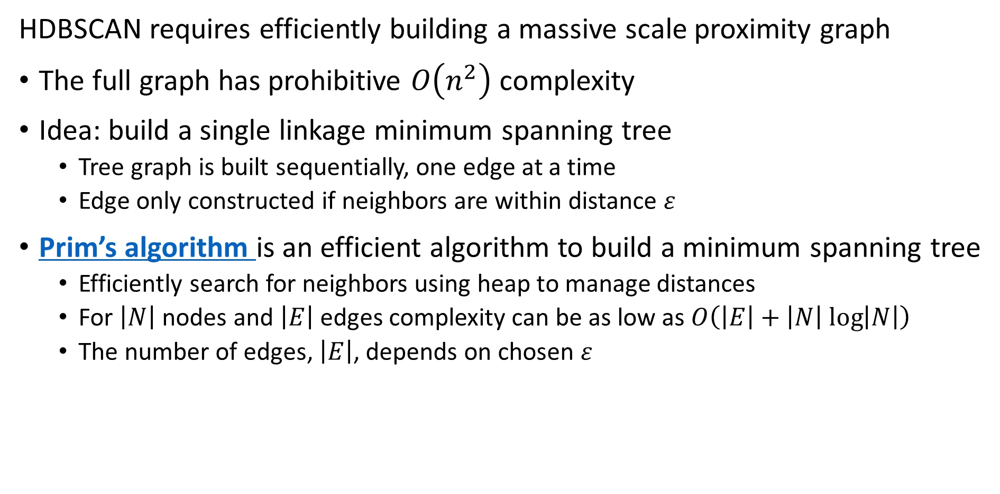 HDBSCAN requires efficiently building a massive scale proximity graph
• The full graph has prohibitive O(n²) complexity
• Idea: build a single linkage minimum spanning tree
• Tree graph is built sequentially, one edge at a time
• Edge only constructed if neighbors are within distance ε
• Prim’s algorithm is an efficient algorithm to build a minimum spanning tree
• Efficiently search for neighbors using heap to manage distances
• For |N| nodes and |E| edges complexity can be as low as O(|E| + |N| log|N|)
• The number of edges, |E|, depends on chosen ε